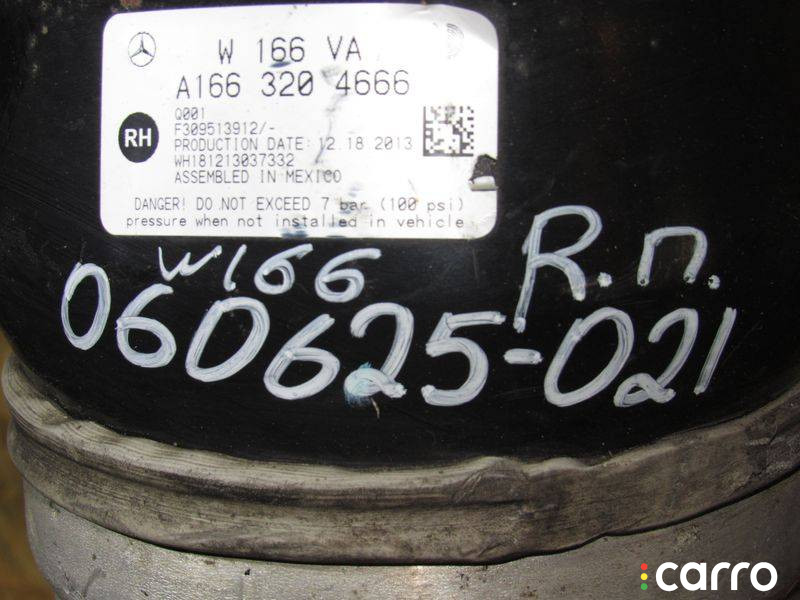 W 166 VA
A166 320 4666
RH
Q001
F309513912/-
PRODUCTION DATE: 12.18.2013
WH181213037332
ASSEMBLED IN MEXICO
DANGER! DO NOT EXCEED 7 bar (100 psi)
pressure when not installed in vehicle
W166
R.п.
060625-021
carro